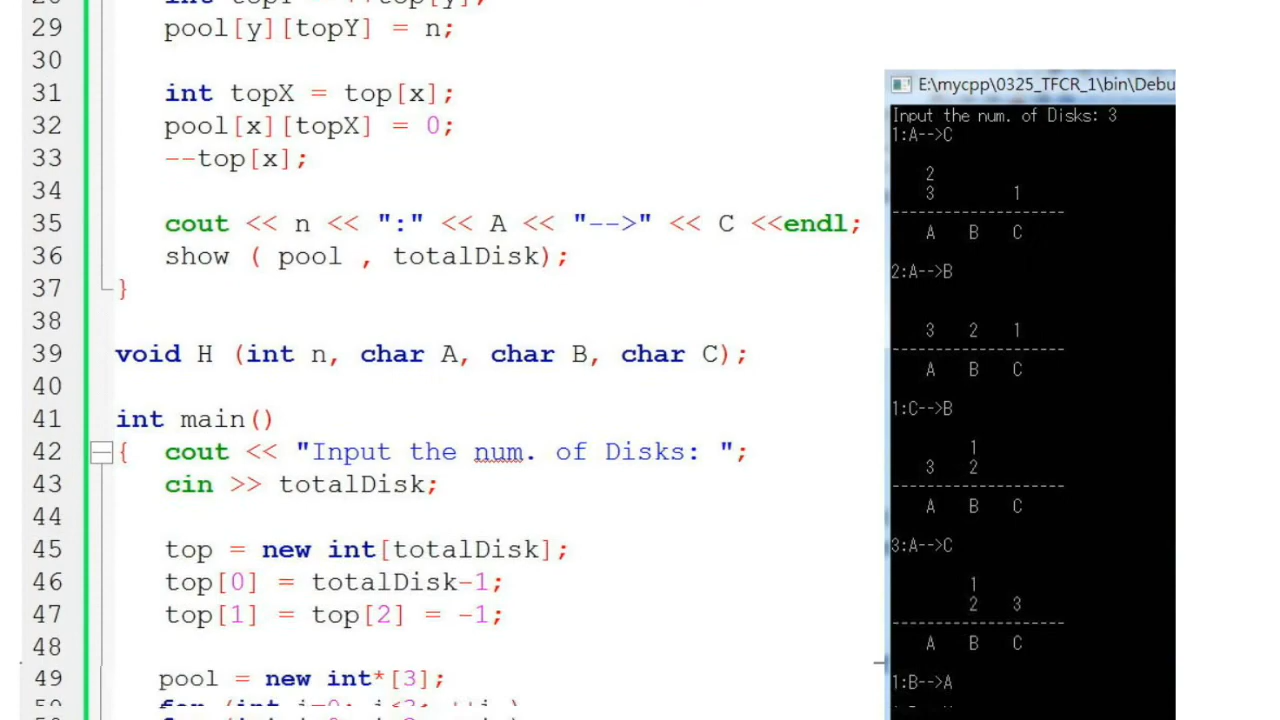 28 int topY = ++top[y];
29 pool[y][topY] = n;
30
31 int topX = top[x];
32 pool[x][topX] = 0;
33 --top[x];
34
35 cout << n << ":" << A << "-->" << C <<endl;
36 show ( pool , totalDisk);
37 }
38
39 void H (int n, char A, char B, char C);
40
41 int main()
42 { cout << "Input the num. of Disks: ";
43 cin >> totalDisk;
44
45 top = new int[totalDisk];
46 top[0] = totalDisk-1;
47 top[1] = top[2] = -1;
48
49 pool = new int*[3];
E:\mycpp\0325_TFCR_1\bin\Debu
Input the num. of Disks: 3
1:A-->C
2
3 1
--------------------
A B C
2:A-->B
3 2 1
--------------------
A B C
1:C-->B
1
3 2
--------------------
A B C
3:A-->C
1
2 3
--------------------
A B C
1:B-->A